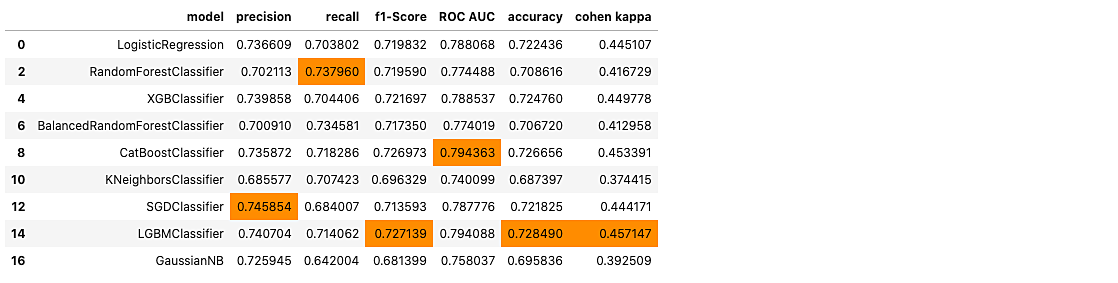 model precision recall f1-Score ROC AUC accuracy cohen kappa
0 LogisticRegression 0.736609 0.703802 0.719832 0.788068 0.722436 0.445107
2 RandomForestClassifier 0.702113 0.737960 0.719590 0.774488 0.708616 0.416729
4 XGBClassifier 0.739858 0.704406 0.721697 0.788537 0.724760 0.449778
6 BalancedRandomForestClassifier 0.700910 0.734581 0.717350 0.774019 0.706720 0.412958
8 CatBoostClassifier 0.735872 0.718286 0.726973 0.794363 0.726656 0.453391
10 KNeighborsClassifier 0.685577 0.707423 0.696329 0.740099 0.687397 0.374415
12 SGDClassifier 0.745854 0.684007 0.713593 0.787776 0.721825 0.444171
14 LGBMClassifier 0.740704 0.714062 0.727139 0.794088 0.728490 0.457147
16 GaussianNB 0.725945 0.642004 0.681399 0.758037 0.695836 0.392509